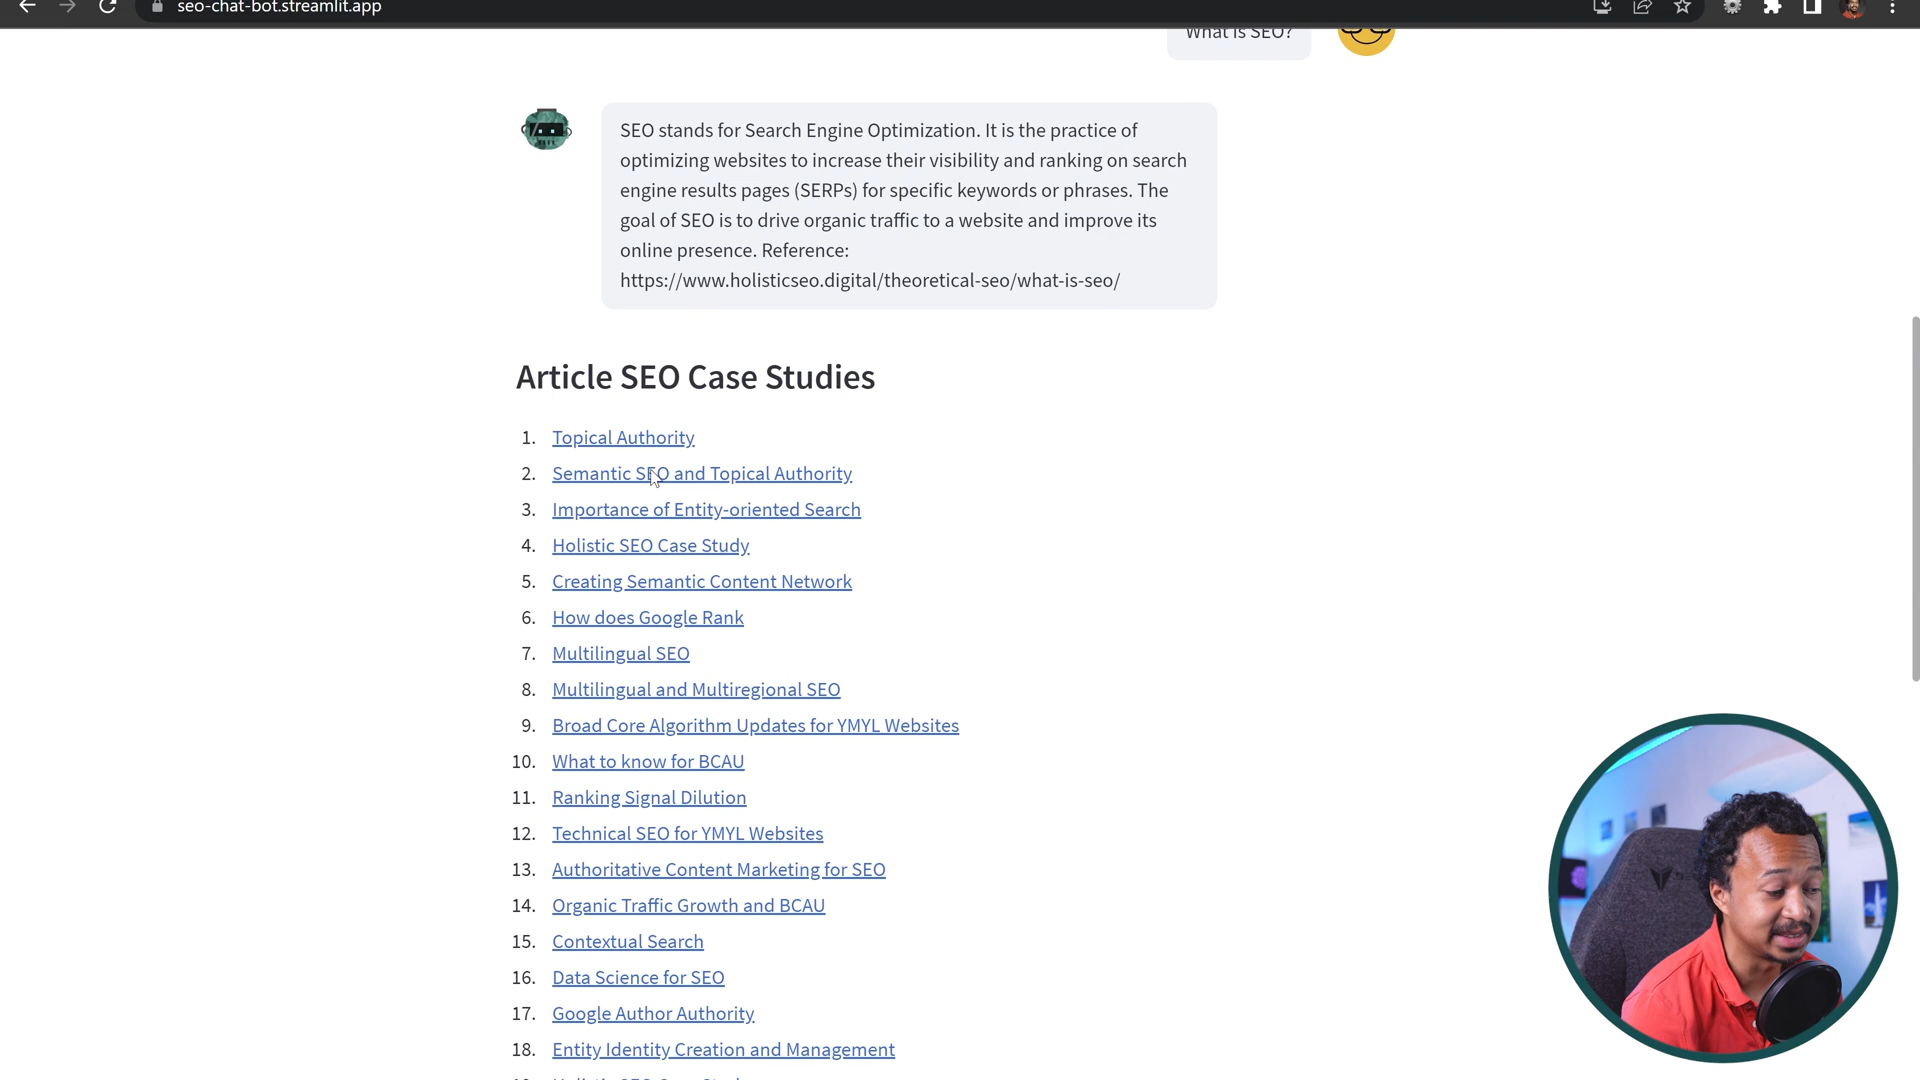 seo-chat-bot.streamlit.app
What is SEO?
SEO stands for Search Engine Optimization. It is the practice of
optimizing websites to increase their visibility and ranking on search
engine results pages (SERPs) for specific keywords or phrases. The
goal of SEO is to drive organic traffic to a website and improve its
online presence. Reference:
https://www.holisticseo.digital/theoretical-seo/what-is-seo/
Article SEO Case Studies
1. Topical Authority
2. Semantic SEO and Topical Authority
3. Importance of Entity-oriented Search
4. Holistic SEO Case Study
5. Creating Semantic Content Network
6. How does Google Rank
7. Multilingual SEO
8. Multilingual and Multiregional SEO
9. Broad Core Algorithm Updates for YMYL Websites
10. What to know for BCAU
11. Ranking Signal Dilution
12. Technical SEO for YMYL Websites
13. Authoritative Content Marketing for SEO
14. Organic Traffic Growth and BCAU
15. Contextual Search
16. Data Science for SEO
17. Google Author Authority
18. Entity Identity Creation and Management